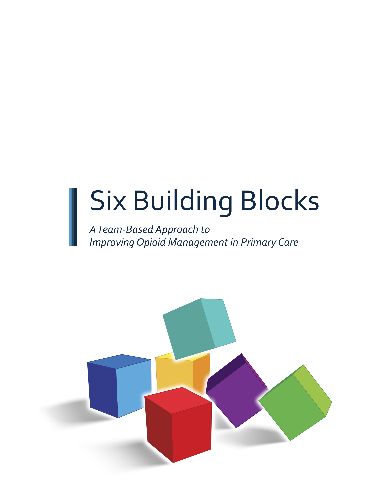 Six Building Blocks
A Team-Based Approach to
Improving Opioid Management in Primary Care